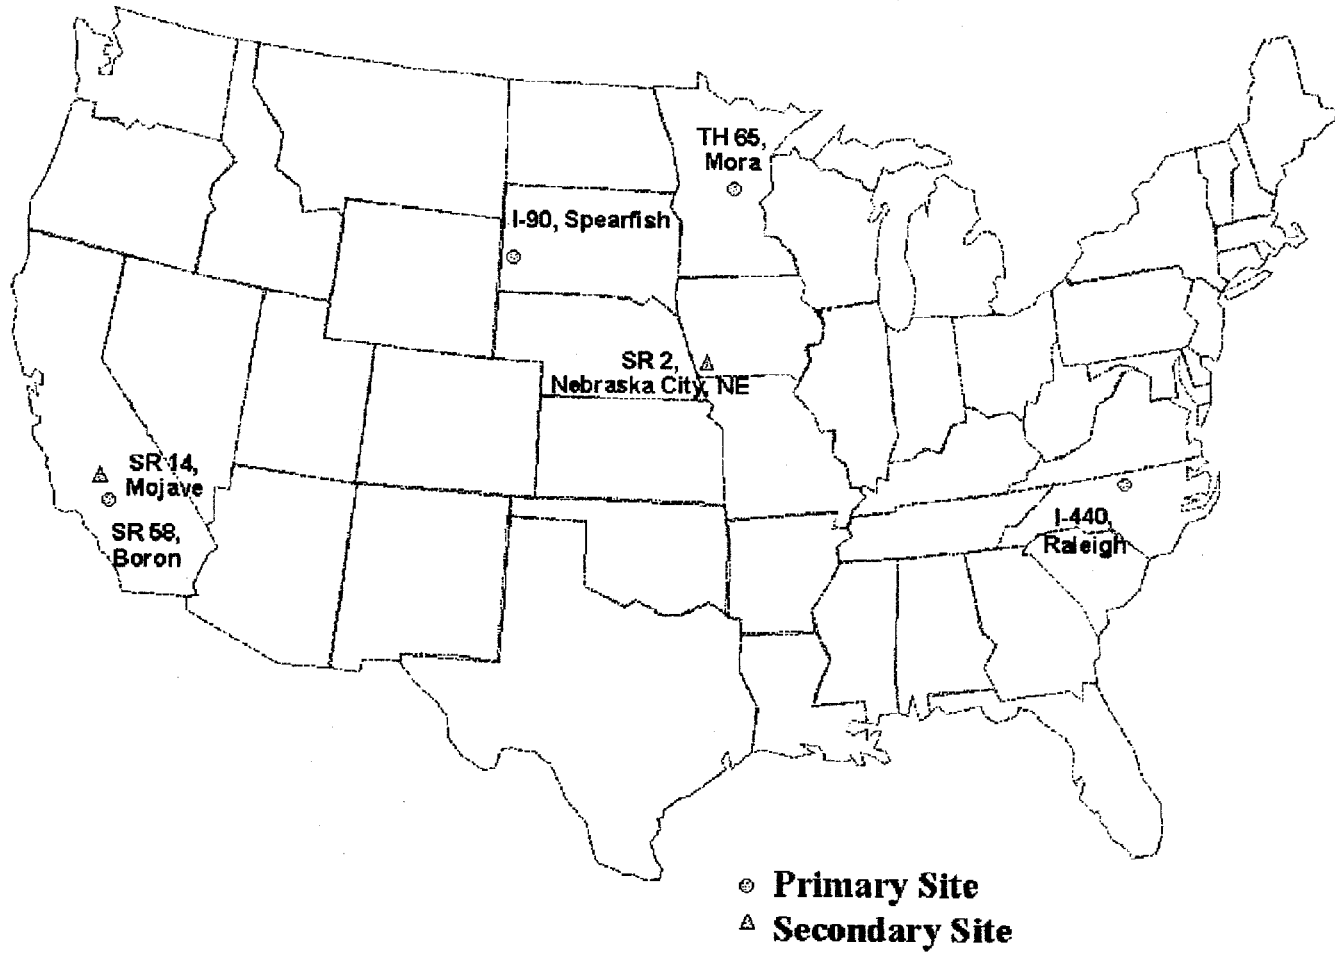 TH 65,
Mora
I-90, Spearfish
SR 2,
Nebraska City, NE
SR 14,
Mojave
SR 58,
Boron
I-440,
Raleigh
Primary Site
Secondary Site